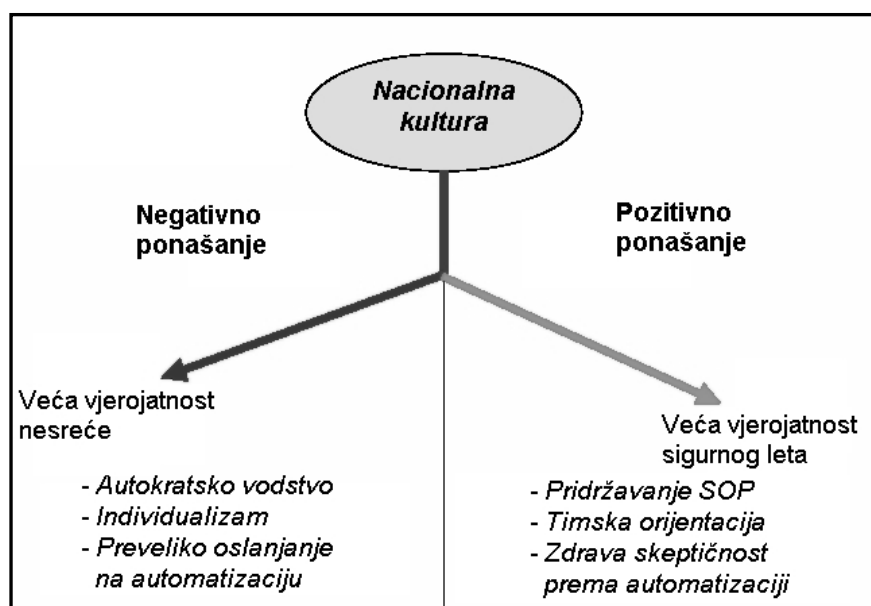 Nacionalna
kultura
Negativno
ponašanje
Pozitivno
ponašanje
Veća vjerojatnost
nesreće
- Autokratsko vodstvo
- Individualizam
- Preveliko oslanjanje
na automatizaciju
Veća vjerojatnost
sigurnog leta
- Pridržavanje SOP
- Timska orijentacija
- Zdrava skeptičnost
prema automatizaciji